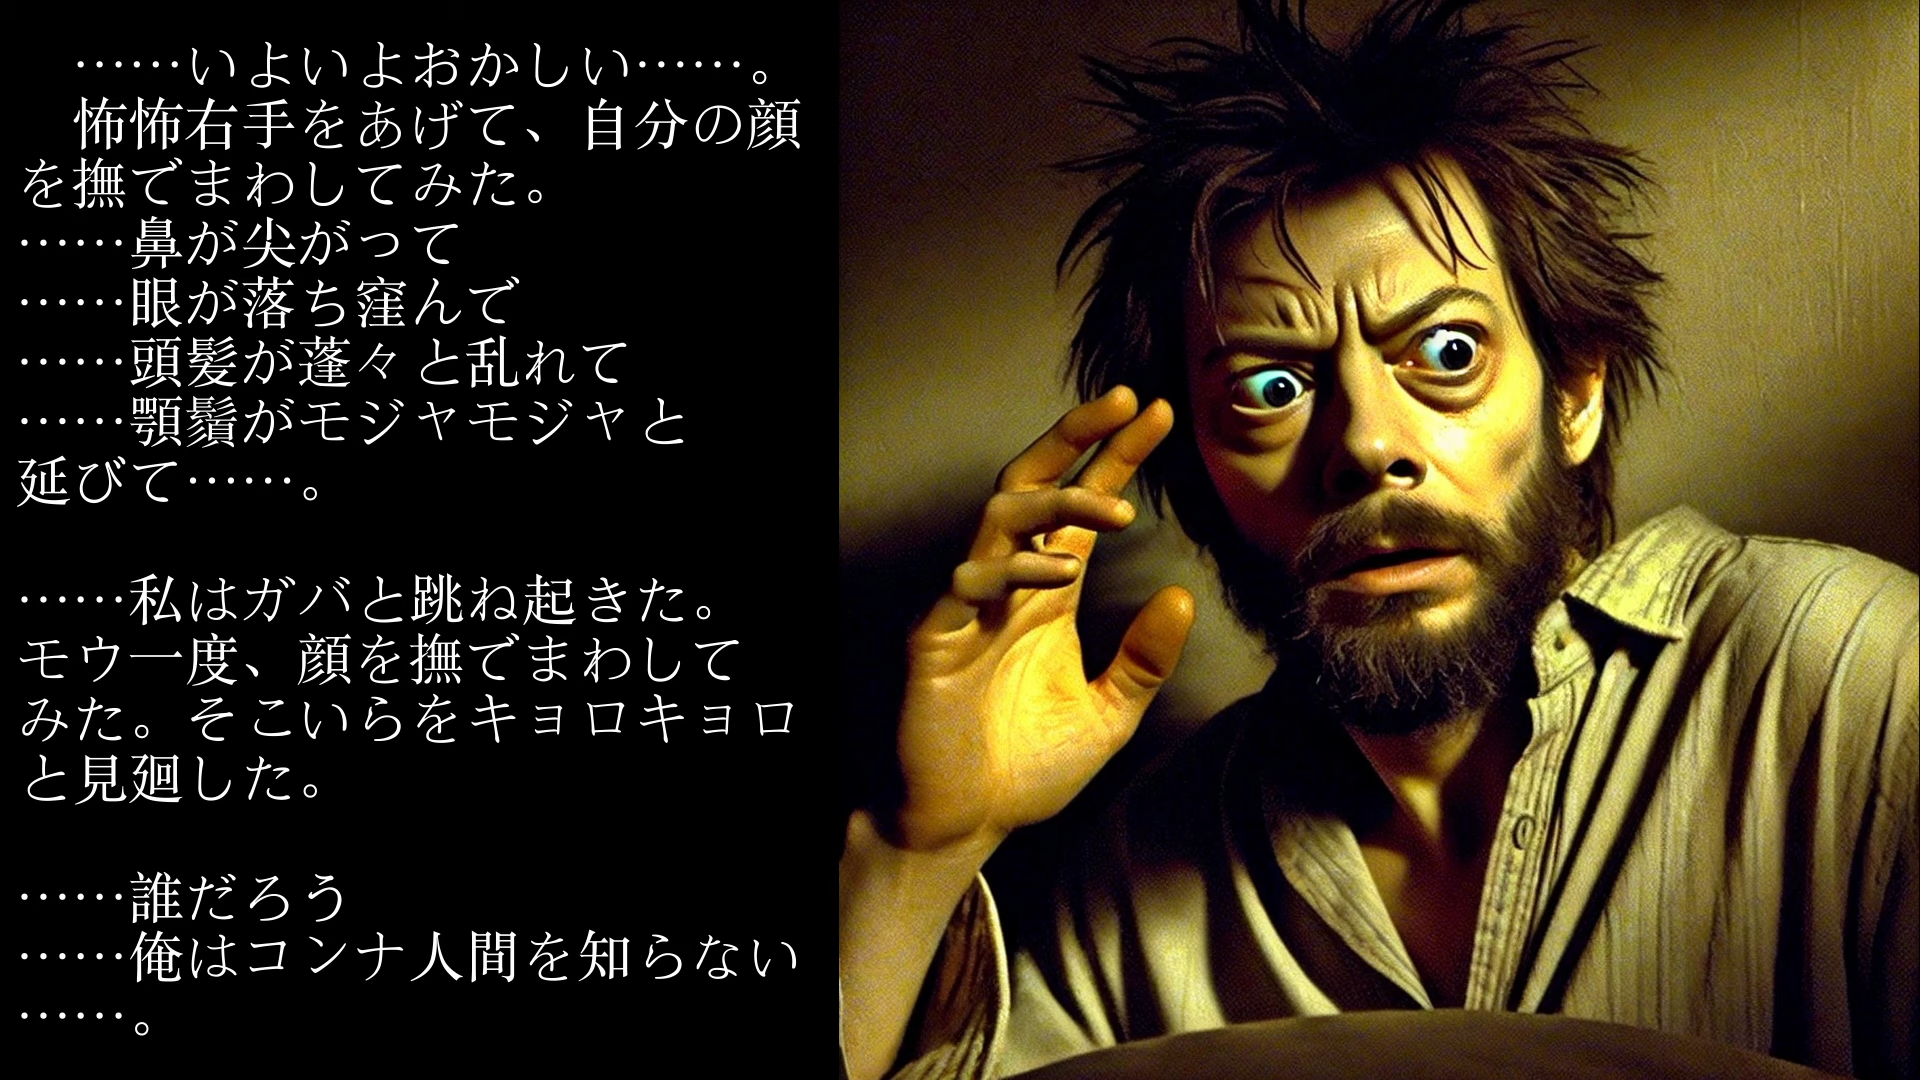 ……いよいよおかしい……。
　怖怖右手をあげて、自分の顔
を撫でまわしてみた。
……鼻が尖がって
……眼が落ち窪んで
……頭髪が蓬々と乱れて
……顎鬚がモジャモジャと
延びて……。
……私はガバと跳ね起きた。
モウ一度、顔を撫でまわして
みた。そこいらをキョロキョロ
と見廻した。
……誰だろう
……俺はコンナ人間を知らない
……。